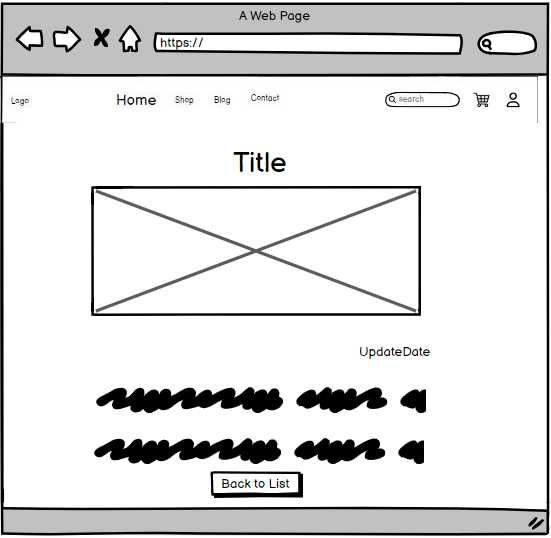 A Web Page
https://
Logo Home Shop Blog Contact search
Title
UpdateDate
Back to List